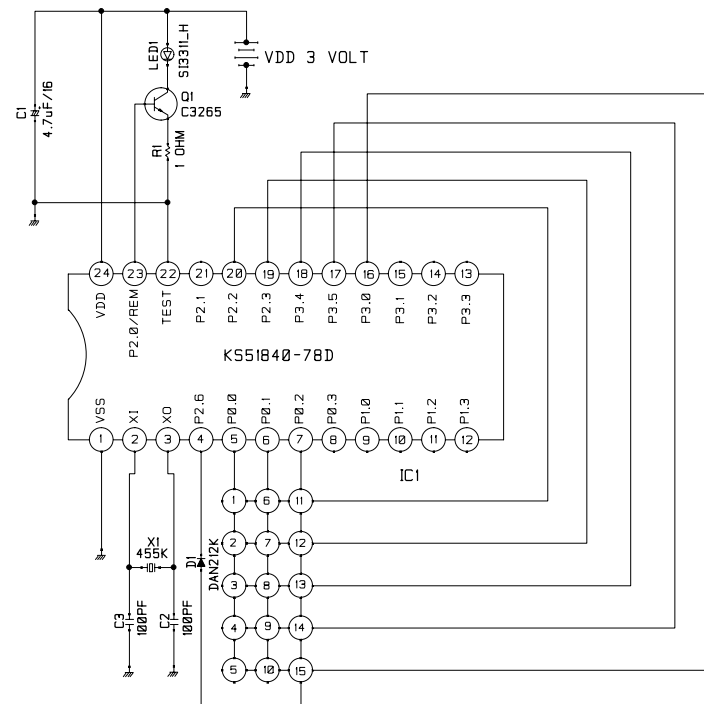 LED1
SI3311_H
VDD 3 VOLT
C1
4.7uF/16
Q1
C3265
R1
1 OHM
24 23 22 21 20 19 18 17 16 15 14 13
VDD P2.0/REM TEST P2.1 P2.2 P2.3 P3.4 P3.5 P3.0 P3.1 P3.2 P3.3
KS51840-78D
VSS XI XO P2.6 P0.0 P0.1 P0.2 P0.3 P1.0 P1.1 P1.2 P1.3
1 2 3 4 5 6 7 8 9 10 11 12
IC1
1 6 11
X1
455K
D1
DAN212K
2 7 12
3 8 13
C3
100PF
C2
100PF
4 9 14
5 10 15